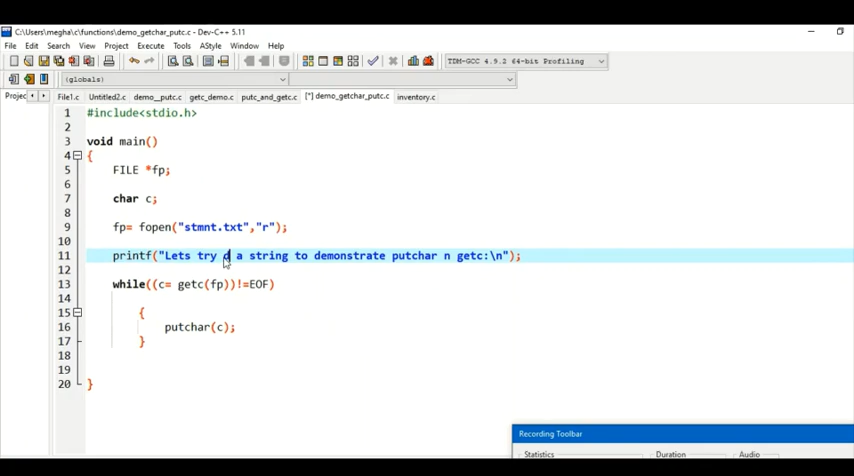 C:\Users\megha\c\functions\demo_getchar_putc.c - Dev-C++ 5.11
File Edit Search View Project Execute Tools AStyle Window Help
TDM-GCC 4.9.2 64-bit Profiling
(globals)
Projec File1.c Untitled2.c demo__putc.c getc_demo.c putc_and_getc.c [*] demo_getchar_putc.c inventory.c
1 #include<stdio.h>
2
3 void main()
4 {
5 FILE *fp;
6
7 char c;
8
9 fp= fopen("stmnt.txt","r");
10
11 printf("Lets try d a string to demonstrate putchar n getc:\n");
12
13 while((c= getc(fp))!=EOF)
14
15 {
16 putchar(c);
17 }
18
19
20 }
Recording Toolbar
Statistics Duration Audio